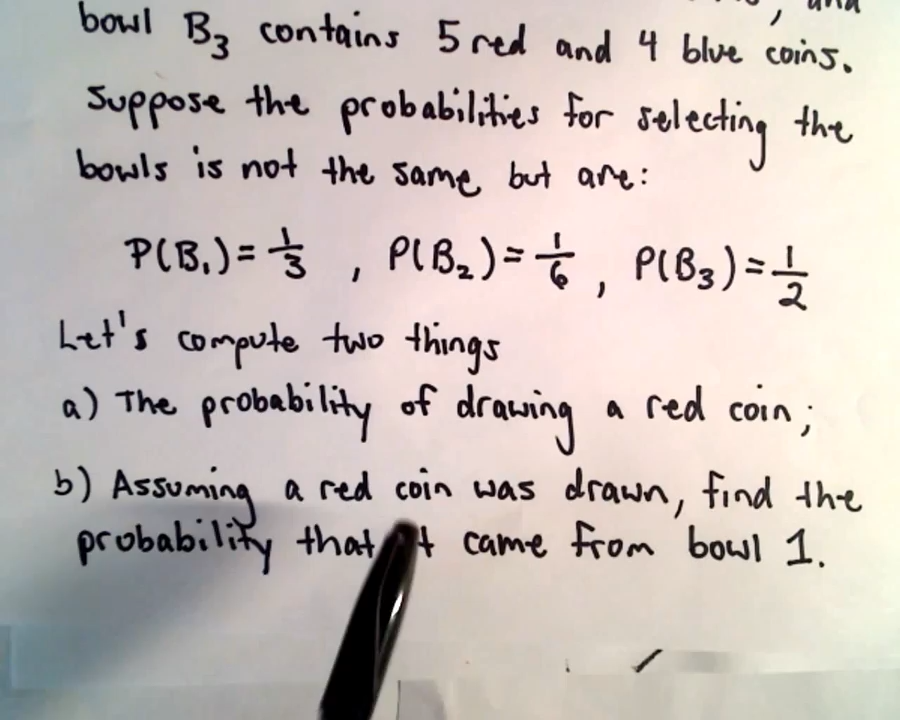 , and
bowl B₃ contains 5 red and 4 blue coins.
Suppose the probabilities for selecting the
bowls is not the same but are:
P(B₁) = 1/3 , P(B₂) = 1/6 , P(B₃) = 1/2
Let's compute two things
a) The probability of drawing a red coin;
b) Assuming a red coin was drawn, find the
probability that it came from bowl 1.